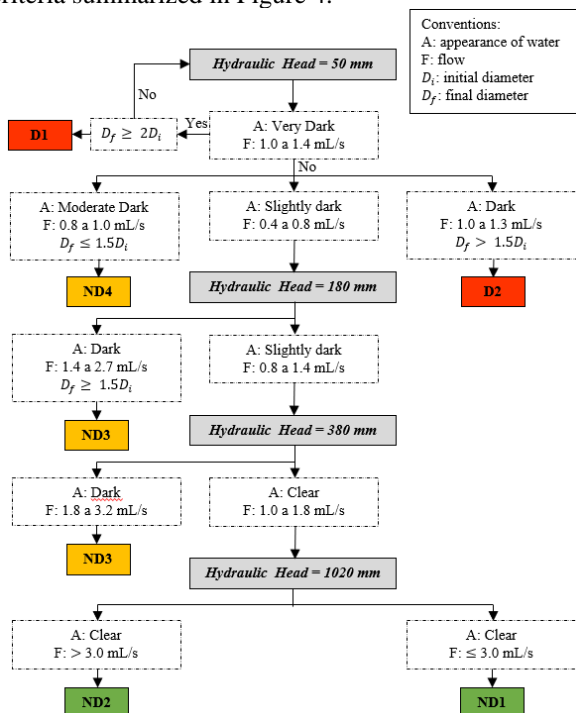 criteria summarized in Figure 4.
Conventions:
A: appearance of water
F: flow
Di: initial diameter
Df: final diameter
Hydraulic Head = 50 mm
No
D1
Df ≥ 2Di
Yes
A: Very Dark
F: 1.0 a 1.4 mL/s
No
A: Moderate Dark
F: 0.8 a 1.0 mL/s
Df ≤ 1.5Di
A: Slightly dark
F: 0.4 a 0.8 mL/s
A: Dark
F: 1.0 a 1.3 mL/s
Df > 1.5Di
ND4
Hydraulic Head = 180 mm
D2
A: Dark
F: 1.4 a 2.7 mL/s
Df ≥ 1.5Di
A: Slightly dark
F: 0.8 a 1.4 mL/s
ND3
Hydraulic Head = 380 mm
A: Dark
F: 1.8 a 3.2 mL/s
A: Clear
F: 1.0 a 1.8 mL/s
ND3
Hydraulic Head = 1020 mm
A: Clear
F: > 3.0 mL/s
A: Clear
F: ≤ 3.0 mL/s
ND2
ND1